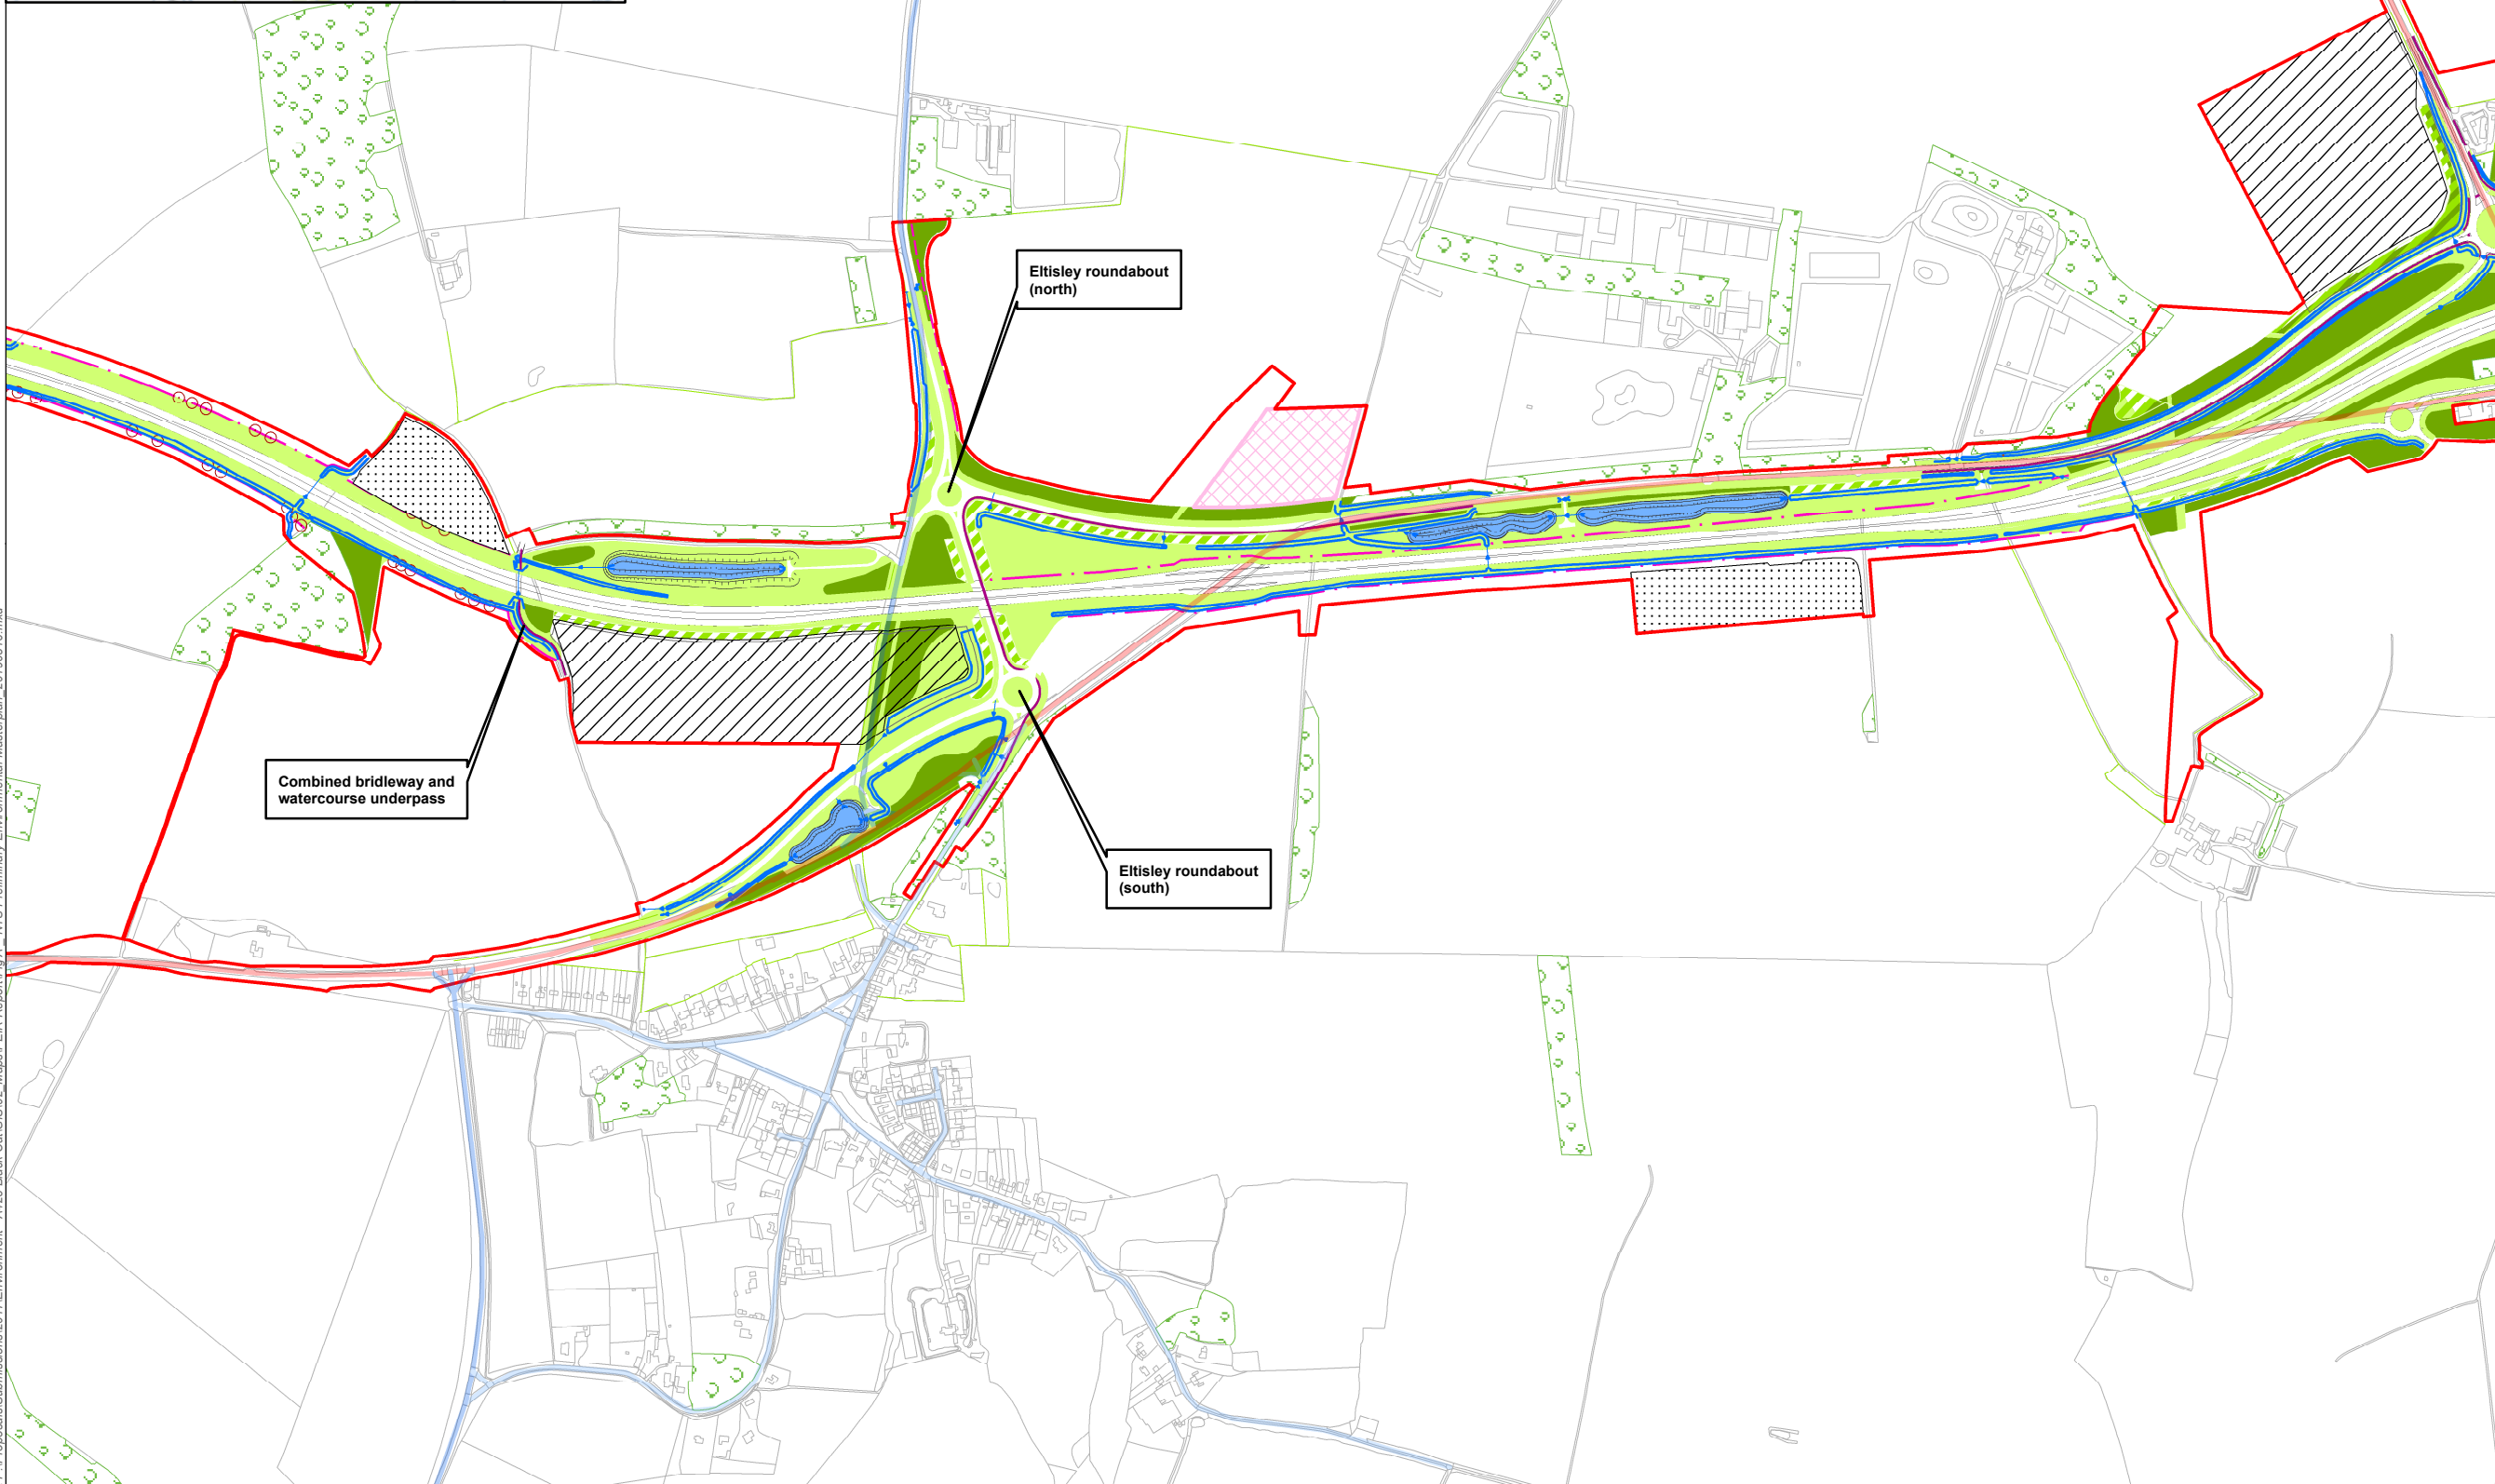 Eltisley roundabout
(north)
Combined bridleway and
watercourse underpass
Eltisley roundabout
(south)